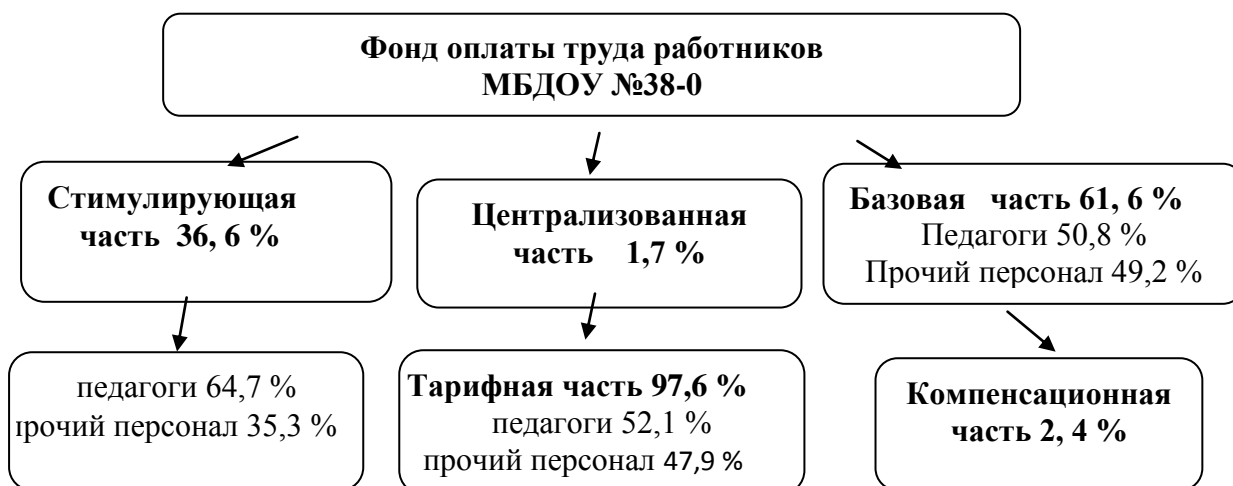 Фонд оплаты труда работников
МБДОУ №38-0
Стимулирующая
часть 36, 6 %
Централизованная
часть 1,7 %
Базовая часть 61, 6 %
Педагоги 50,8 %
Прочий персонал 49,2 %
педагоги 64,7 %
прочий персонал 35,3 %
Тарифная часть 97,6 %
педагоги 52,1 %
прочий персонал 47,9 %
Компенсационная
часть 2, 4 %